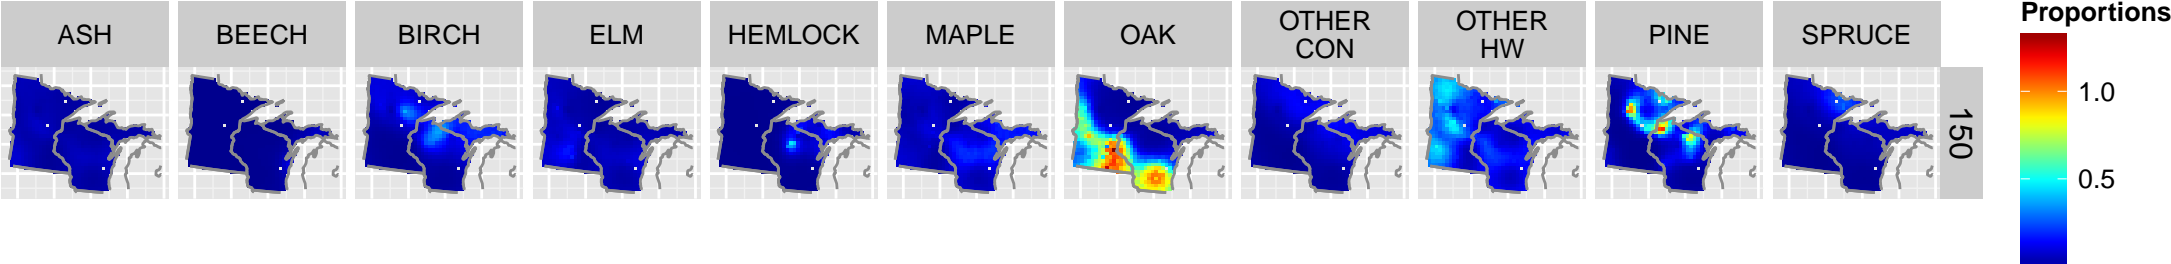 ASH
BEECH
BIRCH
ELM
HEMLOCK
MAPLE
OAK
OTHER
CON
OTHER
HW
PINE
SPRUCE
150
Proportions
1.0
0.5